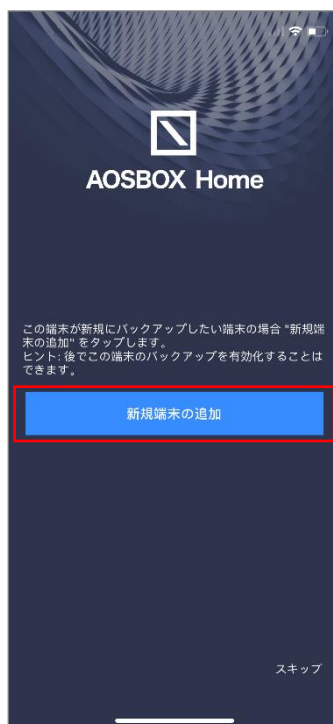 AOSBOX Home
この端末が新規にバックアップしたい端末の場合 "新規端
末の追加" をタップします。
ヒント: 後でこの端末のバックアップを有効化することは
できます。
新規端末の追加
スキップ